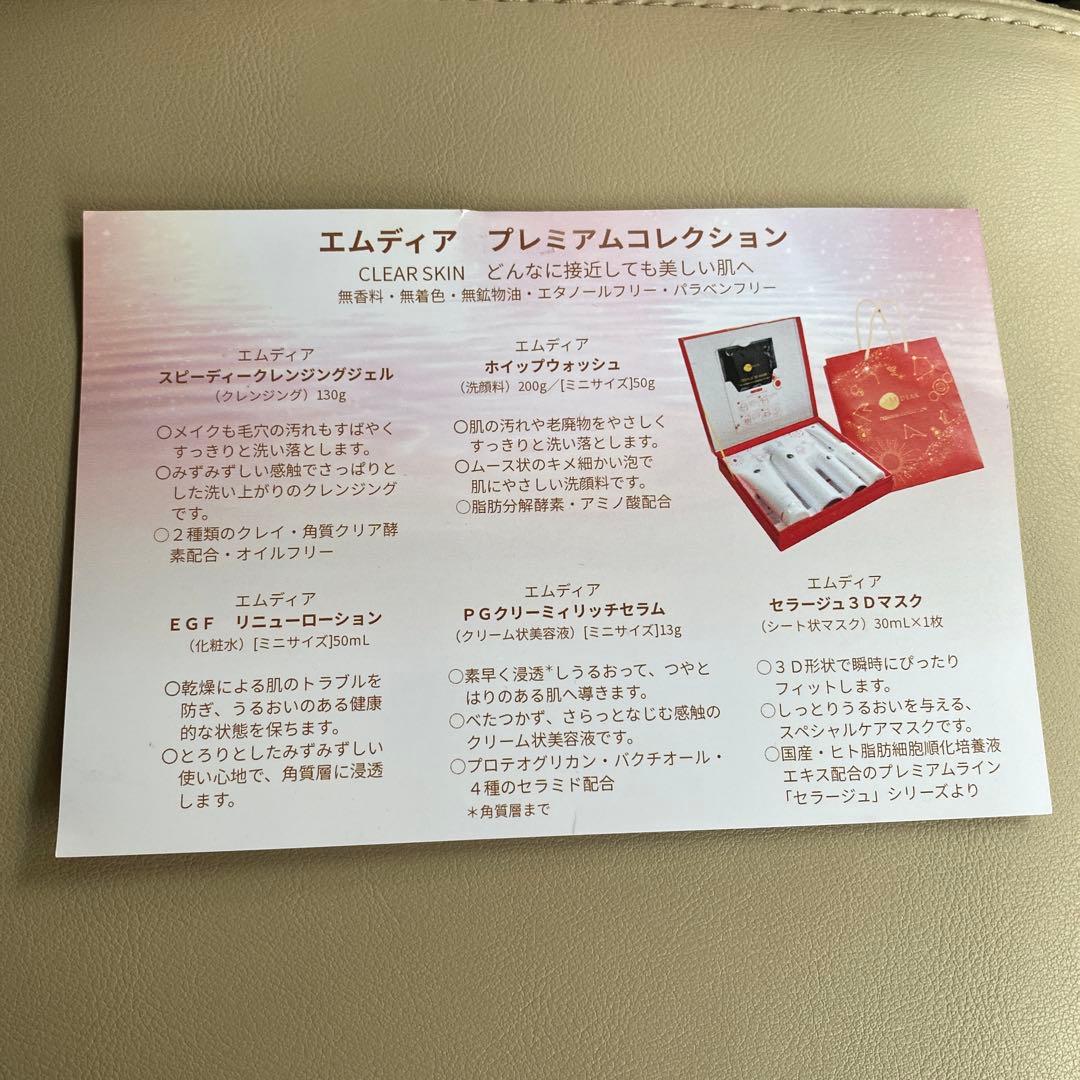 エムディア　プレミアムコレクション
CLEAR SKIN　どんなに接近しても美しい肌へ
無香料・無着色・無鉱物油・エタノールフリー・パラベンフリー
エムディア
スピーディークレンジングジェル
（クレンジング）130g
○メイクも毛穴の汚れもすばやく
すっきりと洗い落とします。
○みずみずしい感触でさっぱりと
した洗い上がりのクレンジング
です。
○２種類のクレイ・角質クリア酵
素配合・オイルフリー
エムディア
ホイップウォッシュ
（洗顔料）200g／[ミニサイズ]50g
○肌の汚れや老廃物をやさしく
すっきりと洗い落とします。
○ムース状のキメ細かい泡で
肌にやさしい洗顔料です。
○脂肪分解酵素・アミノ酸配合
エムディア
ＥＧＦ　リニューローション
（化粧水）[ミニサイズ]50mL
○乾燥による肌のトラブルを
防ぎ、うるおいのある健康
的な状態を保ちます。
○とろりとしたみずみずしい
使い心地で、角質層に浸透
します。
エムディア
ＰＧクリーミィリッチセラム
（クリーム状美容液）[ミニサイズ]13g
○素早く浸透＊しうるおって、つやと
はりのある肌へ導きます。
○べたつかず、さらっとなじむ感触の
クリーム状美容液です。
○プロテオグリカン・バクチオール・
４種のセラミド配合
＊角質層まで
エムディア
セラージュ３Ｄマスク
（シート状マスク）30mL×1枚
○３Ｄ形状で瞬時にぴったり
フィットします。
○しっとりうるおいを与える、
スペシャルケアマスクです。
○国産・ヒト脂肪細胞順化培養液
エキス配合のプレミアムライン
「セラージュ」シリーズより